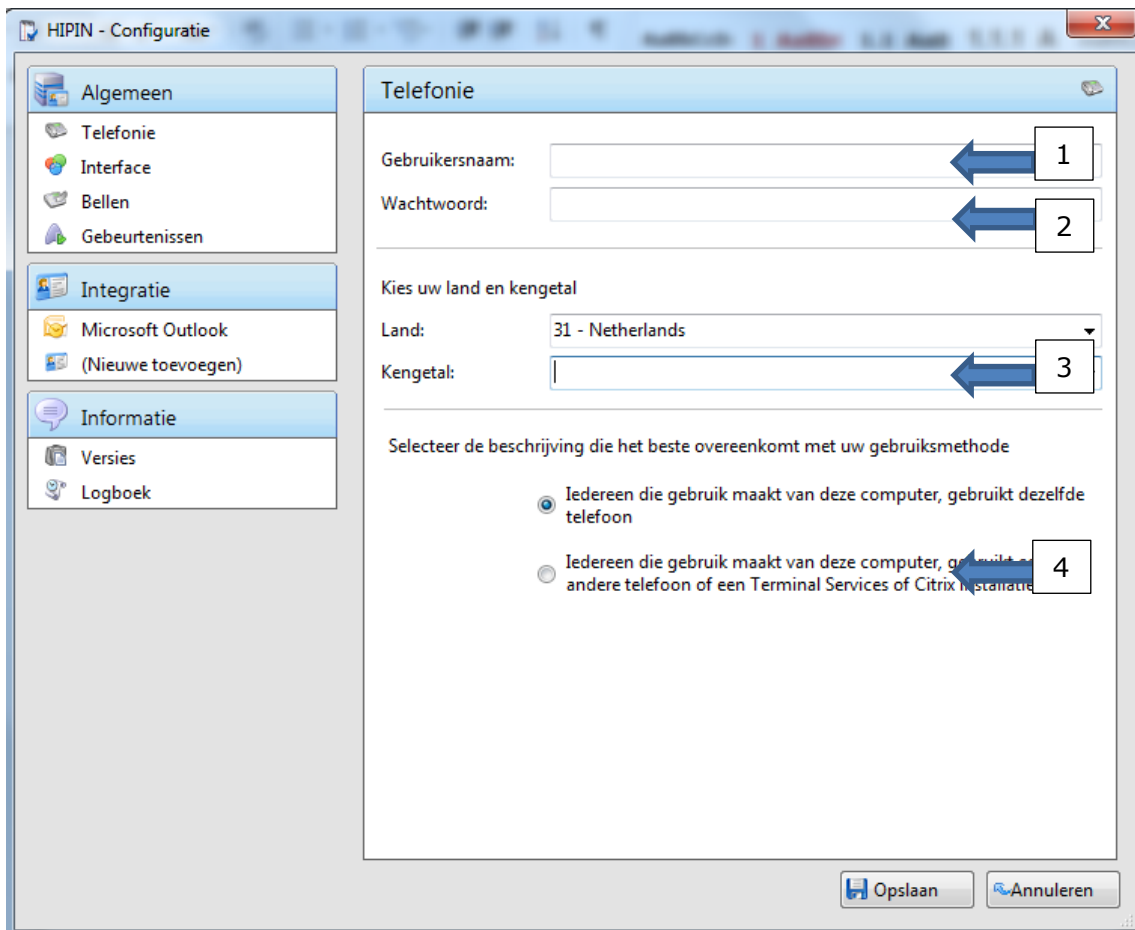 HIPIN - Configuratie
Algemeen
Telefonie
Interface
Bellen
Gebeurtenissen
Integratie
Microsoft Outlook
(Nieuwe toevoegen)
Informatie
Versies
Logboek
Telefonie
Gebruikersnaam:
1
Wachtwoord:
2
Kies uw land en kengetal
Land:
31 - Netherlands
Kengetal:
3
Selecteer de beschrijving die het beste overeenkomt met uw gebruiksmethode
Iedereen die gebruik maakt van deze computer, gebruikt dezelfde
telefoon
Iedereen die gebruik maakt van deze computer,
andere telefoon of een Terminal Services of Citrix
4
Opslaan
Annuleren